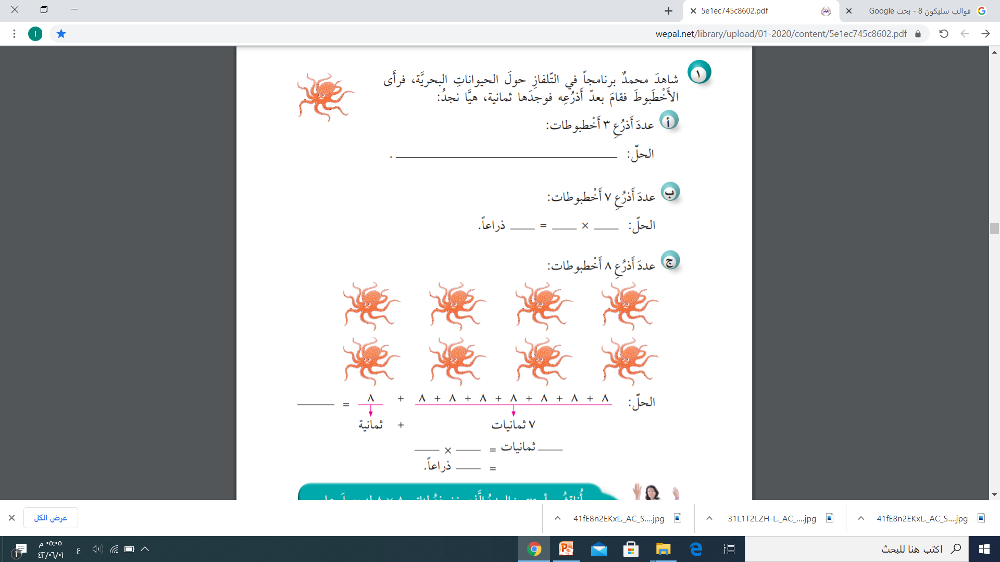 قوالب سليكون 8 - بحث Google
5e1ec745c8602.pdf
wepal.net/library/upload/01-2020/content/5e1ec745c8602.pdf
I
١
شاهدَ محمدٌ برنامجاً في التّلفازِ حولَ الحيواناتِ البحريَّة، فرأَى
الأَخْطَبوطَ فقامَ بعدّ أَذرُعِه فوجدَها ثمانية، هيَّا نجدُ:
أ عددَ أَذرُعِ ٣ أَخْطبوطات:
الحلّ: ــــــــــــ .
ب عددَ أَذرُعِ ٧ أَخْطبوطات:
الحلّ: ____ × ____ = ____ ذراعاً.
ج عددَ أَذرُعِ ٨ أَخْطبوطات:
الحلّ: ٨ + ٨ + ٨ + ٨ + ٨ + ٨ + ٨ + ٨ = ____
٧ ثمانيات + ثمانية
____ ثمانيات = ____ × ____
= ____ ذراعاً.
41fE8n2EKxL._AC_S....jpg
31L1T2LZH-L._AC_....jpg
41fE8n2EKxL._AC_S....jpg
عرض الكل
اكتب هنا للبحث
ع
٠٥:٠٥ م
٤٢/٠٦/٠١
١